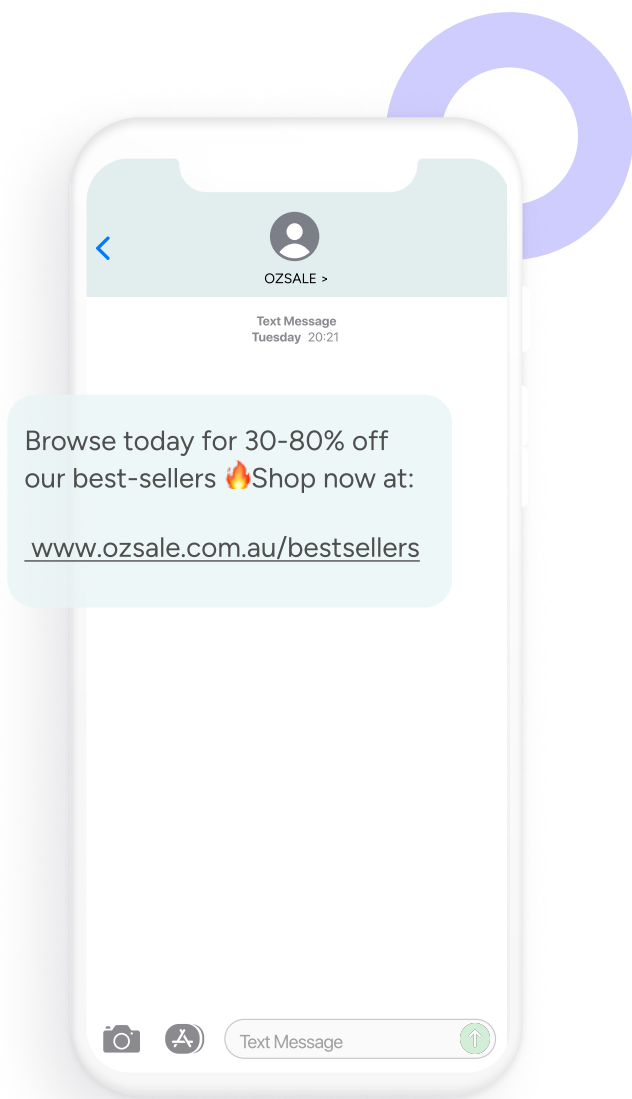 OZSALE >
Text Message
Tuesday 20:21
Browse today for 30-80% off
our best-sellers 🔥Shop now at:
www.ozsale.com.au/bestsellers
Text Message